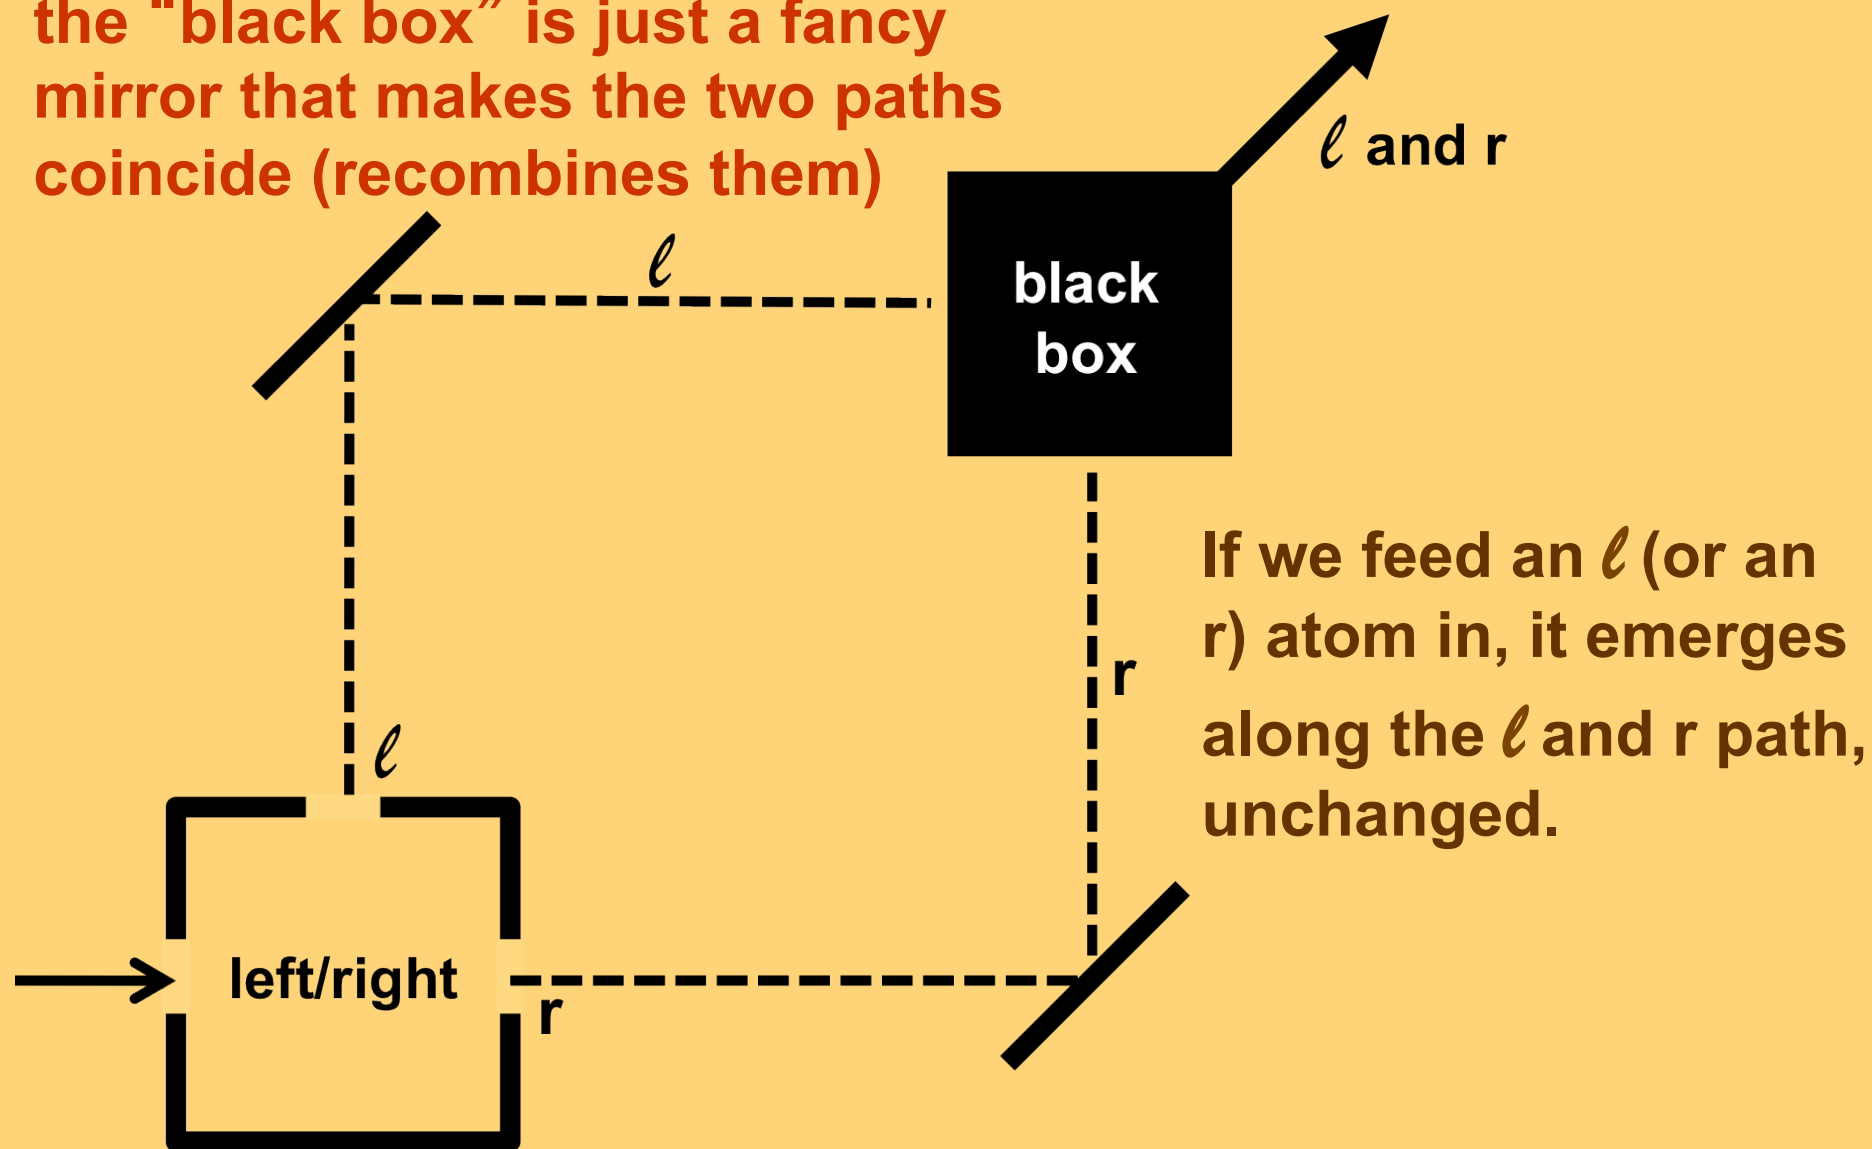 the "black box" is just a fancy
mirror that makes the two paths
coincide (recombines them)
ℓ and r
ℓ
black
box
If we feed an ℓ (or an
r) atom in, it emerges
along the ℓ and r path,
unchanged.
r
ℓ
left/right
r